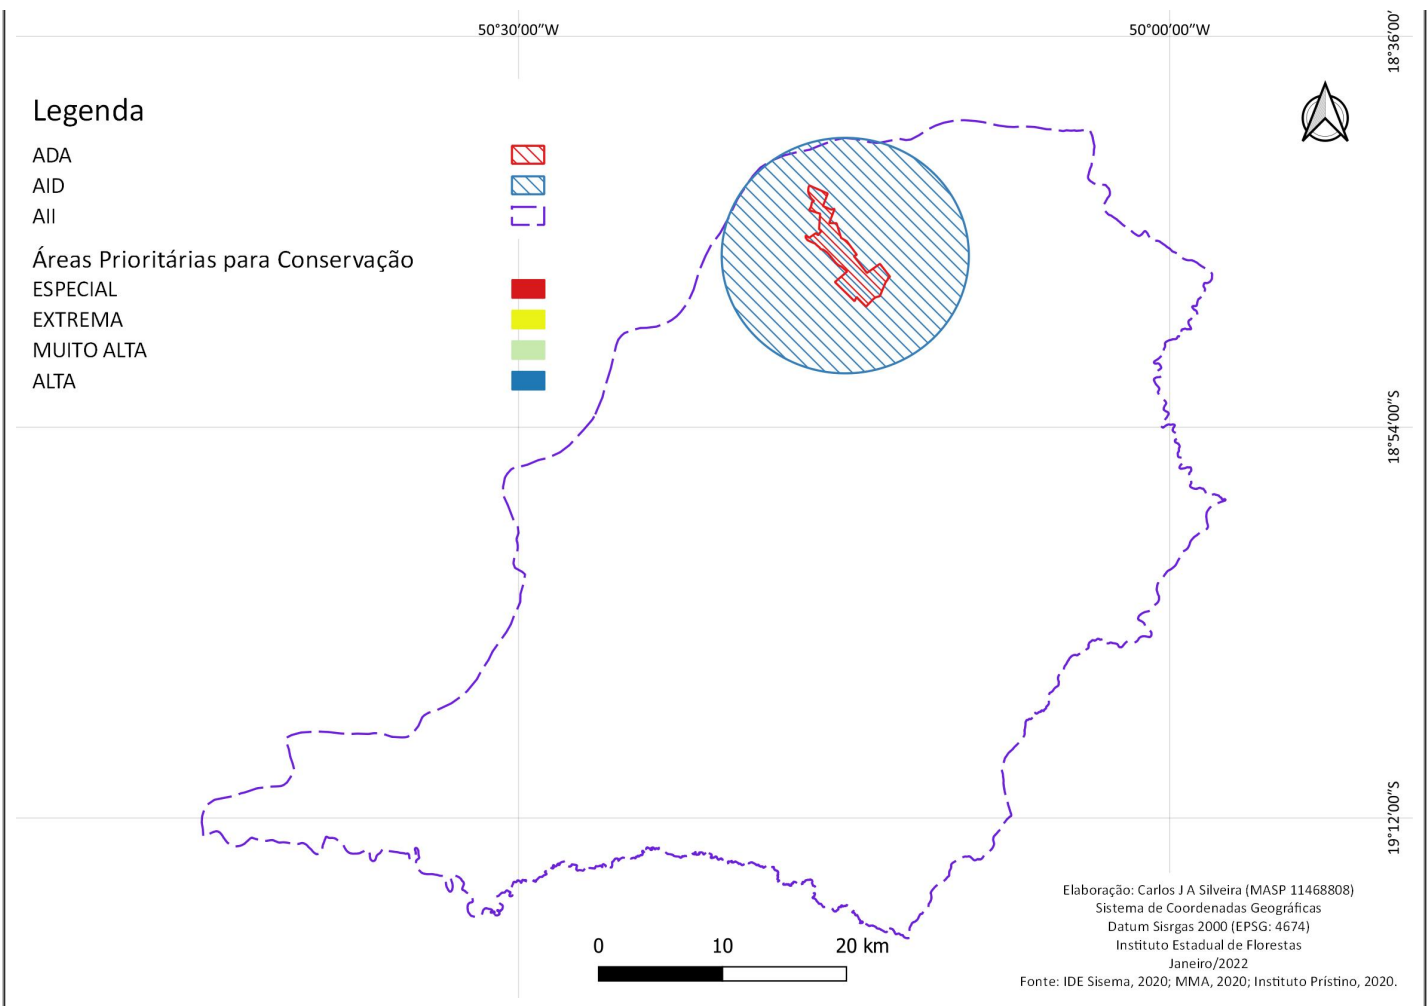 50°30'00"W
50°00'00"W
18°36'00'
Legenda
ADA
AID
AII
Áreas Prioritárias para Conservação
ESPECIAL
EXTREMA
MUITO ALTA
ALTA
18°54'00"S
19°12'00"S
0 10 20 km
Elaboração: Carlos J A Silveira (MASP 11468808)
Sistema de Coordenadas Geográficas
Datum Sisrgas 2000 (EPSG: 4674)
Instituto Estadual de Florestas
Janeiro/2022
Fonte: IDE Sisema, 2020; MMA, 2020; Instituto Prístino, 2020.